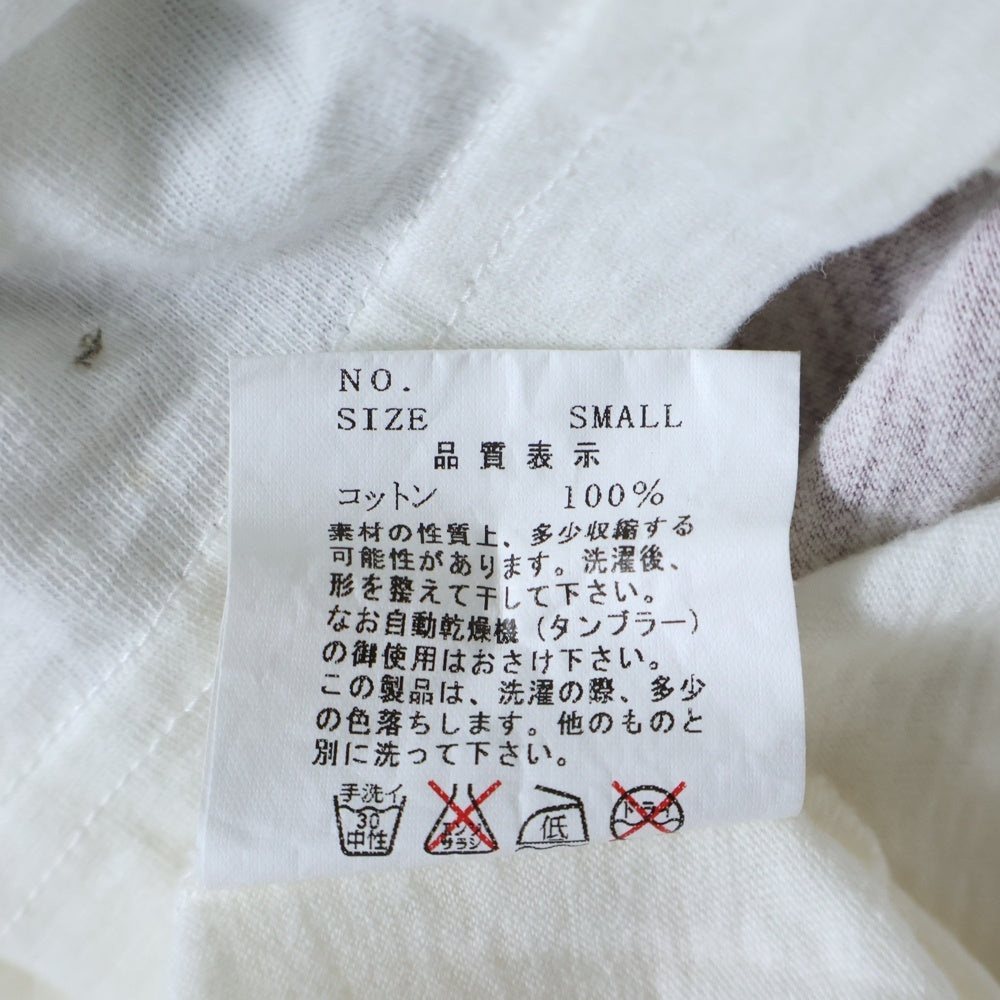 NO.
SIZE SMALL
品質表示
コットン 100%
素材の性質上、多少収縮する
可能性があります。洗濯後、
形を整えて干して下さい。
なお自動乾燥機(タンブラー)
の御使用はおさけ下さい。
この製品は、洗濯の際、多少
の色落ちします。他のものと
別に洗って下さい。
手洗イ
30
中性
エンソ
サラシ
低
ドライ